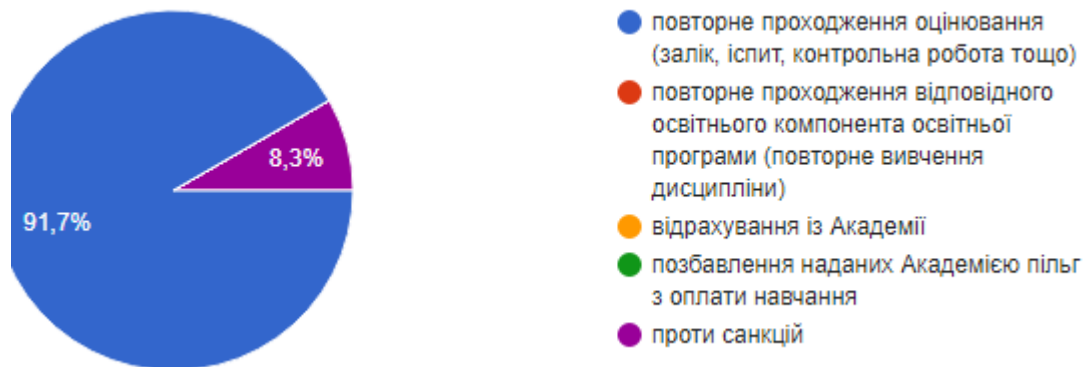 повторне проходження оцінювання
(залік, іспит, контрольна робота тощо)
повторне проходження відповідного
освітнього компонента освітньої
програми (повторне вивчення
дисципліни)
відрахування із Академії
позбавлення наданих Академією пільг
з оплати навчання
проти санкцій
8,3%
91,7%